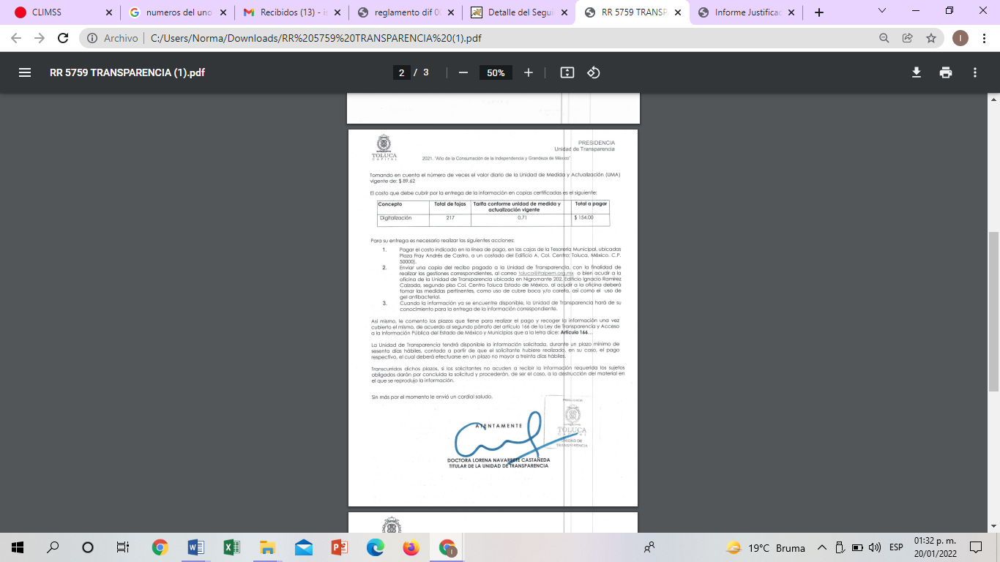 CLIMSS
numeros del uno
Recibidos (13) - is
reglamento dif 00
Detalle del Segui
RR 5759 TRANSPA
Informe Justificac
Archivo | C:/Users/Norma/Downloads/RR%205759%20TRANSPARENCIA%20(1).pdf
I
RR 5759 TRANSPARENCIA (1).pdf
2 / 3
50%
TOLUCA
CAPITAL
PRESIDENCIA
Unidad de Transparencia
2021. "Año de la Consumación de la Independencia y Grandeza de México"
Tomando en cuenta el número de veces el valor diario de la Unidad de Medida y Actualización (UMA)
vigente de: $ 89.62
El costo que debe cubrir por la entrega de la información en copias certificadas es el siguiente:
Concepto Total de fojas Tarifa conforme unidad de medida y Total a pagar
actualización vigente
Digitalización 217 0.71 $ 154.00
Para su entrega es necesario realizar las siguientes acciones:
1. Pagar el costo indicado en la línea de pago, en las cajas de la Tesorería Municipal, ubicadas
Plaza Fray Andrés de Castro, a un costado del Edificio A, Col. Centro; Toluca, México. C.P.
50000).
2. Enviar una copia del recibo pagado a la Unidad de Transparencia, con la finalidad de
realizar las gestiones correspondientes, al correo toluca@itaipem.org.mx o bien acudir a la
oficina de la Unidad de Transparencia ubicada en Nigromante 202, Edificio Ignacio Ramírez
Calzada, segundo piso Col. Centro Toluca Estado de México, al acudir a la oficina deberá
tomar las medidas pertinentes, como uso de cubre boca y/o careta, así como el uso de
gel antibacterial.
3. Cuando la información ya se encuentre disponible, la Unidad de Transparencia hará de su
conocimiento para la entrega de la información correspondiente.
Así mismo, le comento los plazos que tiene para realizar el pago y recoger la información una vez
cubierto el mismo, de acuerdo al segundo párrafo del artículo 166 de la Ley de Transparencia y Acceso
a la Información Pública del Estado de México y Municipios que a la letra dice: Artículo 166...
La Unidad de Transparencia tendrá disponible la información solicitada, durante un plazo mínimo de
sesenta días hábiles, contado a partir de que el solicitante hubiere realizado, en su caso, el pago
respectivo, el cual deberá efectuarse en un plazo no mayor a treinta días hábiles.
Transcurridos dichos plazos, si los solicitantes no acuden a recibir la información requerida los sujetos
obligados darán por concluida la solicitud y procederán, de ser el caso, a la destrucción del material en
el que se reprodujo la información.
Sin más por el momento le envió un cordial saludo.
PRESIDENCIA
TOLUCA
CAPITAL
UNIDAD DE
TRANSPARENCIA
ATENTAMENTE
DOCTORA LORENA NAVARRETE CASTAÑEDA
TITULAR DE LA UNIDAD DE TRANSPARENCIA
19°C Bruma
ESP
01:32 p. m.
20/01/2022